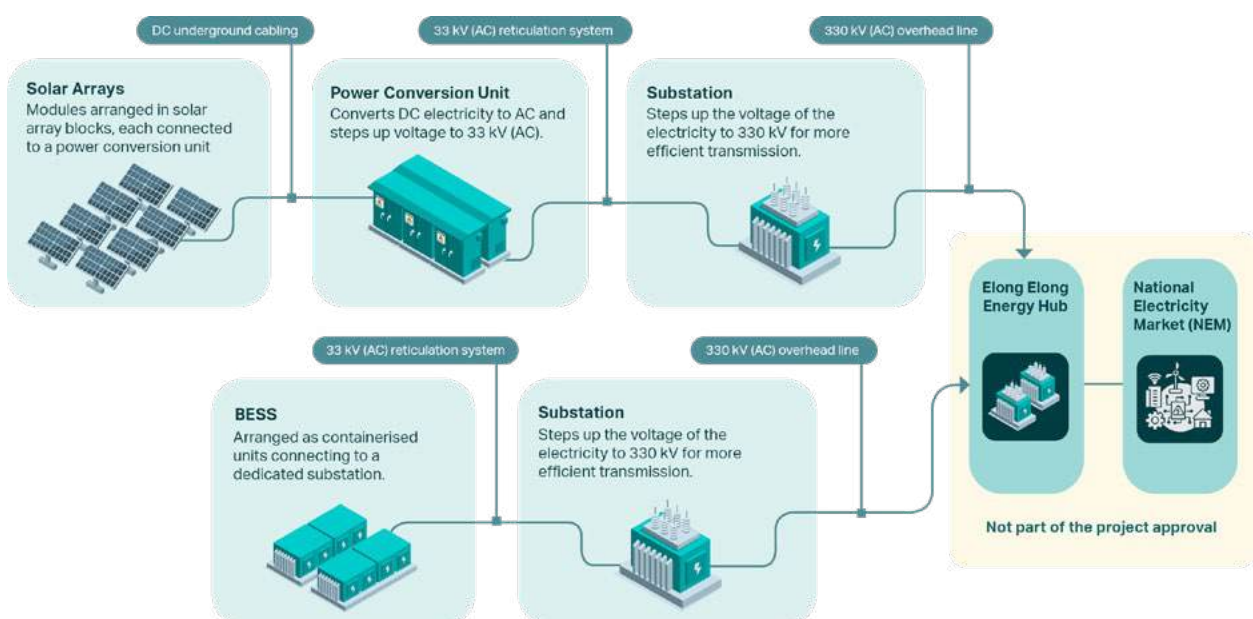 DC underground cabling
33 kV (AC) reticulation system
330 kV (AC) overhead line
Solar Arrays
Modules arranged in solar
array blocks, each connected
to a power conversion unit
Power Conversion Unit
Converts DC electricity to AC and
steps up voltage to 33 kV (AC).
Substation
Steps up the voltage of the
electricity to 330 kV for more
efficient transmission.
Elong Elong
Energy Hub
National
Electricity
Market (NEM)
Not part of the project approval
33 kV (AC) reticulation system
330 kV (AC) overhead line
BESS
Arranged as containerised
units connecting to a
dedicated substation.
Substation
Steps up the voltage of the
electricity to 330 kV for more
efficient transmission.